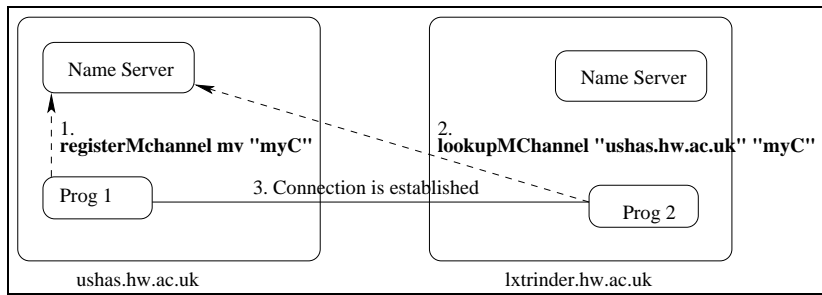 Name Server
Name Server
1.
registerMchannel mv "myC"
2.
lookupMChannel "ushas.hw.ac.uk" "myC"
3. Connection is established
Prog 1
Prog 2
ushas.hw.ac.uk
lxtrinder.hw.ac.uk